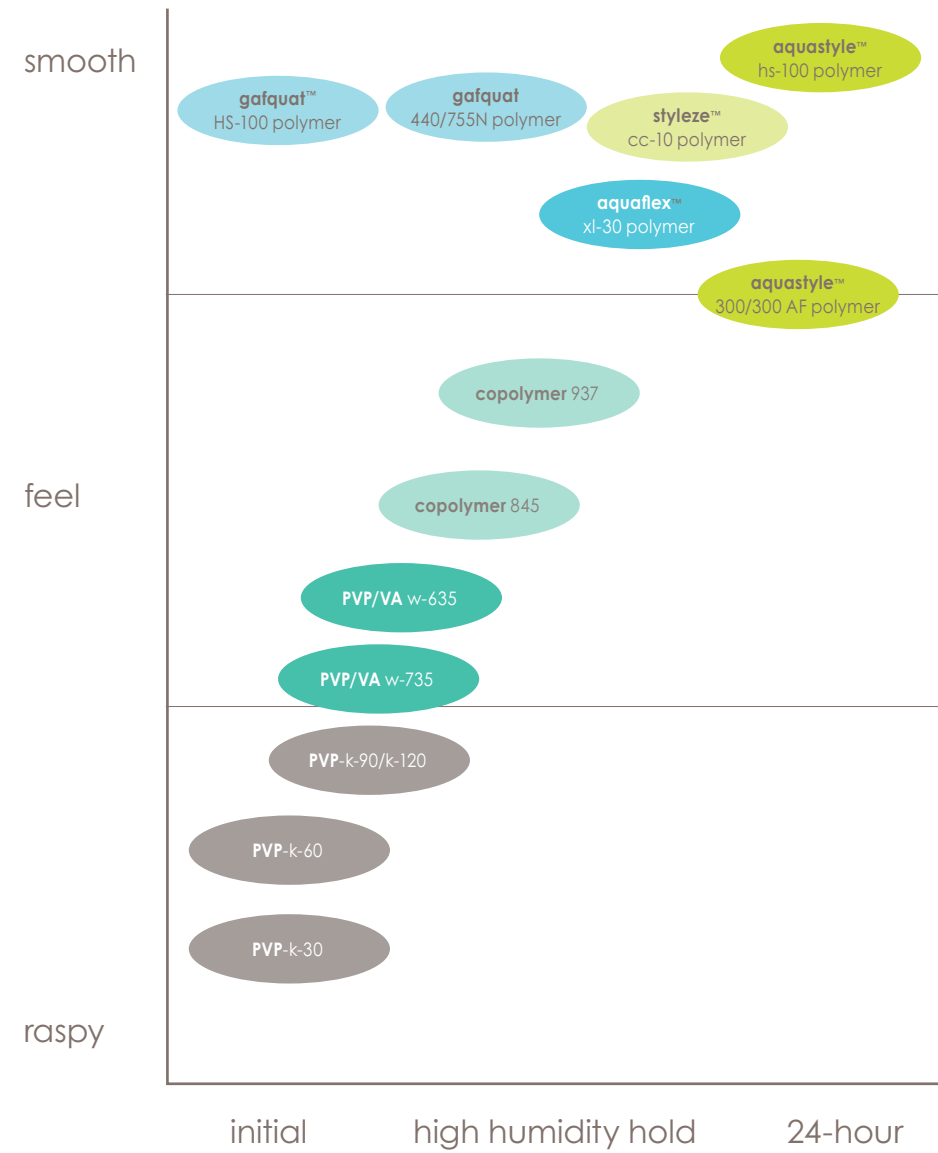 smooth
aquastyle™
hs-100 polymer
gafquat™
HS-100 polymer
gafquat
440/755N polymer
styleze™
cc-10 polymer
aquaflex™
xl-30 polymer
aquastyle™
300/300 AF polymer
copolymer 937
feel
copolymer 845
PVP/VA w-635
PVP/VA w-735
PVP-k-90/k-120
PVP-k-60
PVP-k-30
raspy
initial
high humidity hold
24-hour